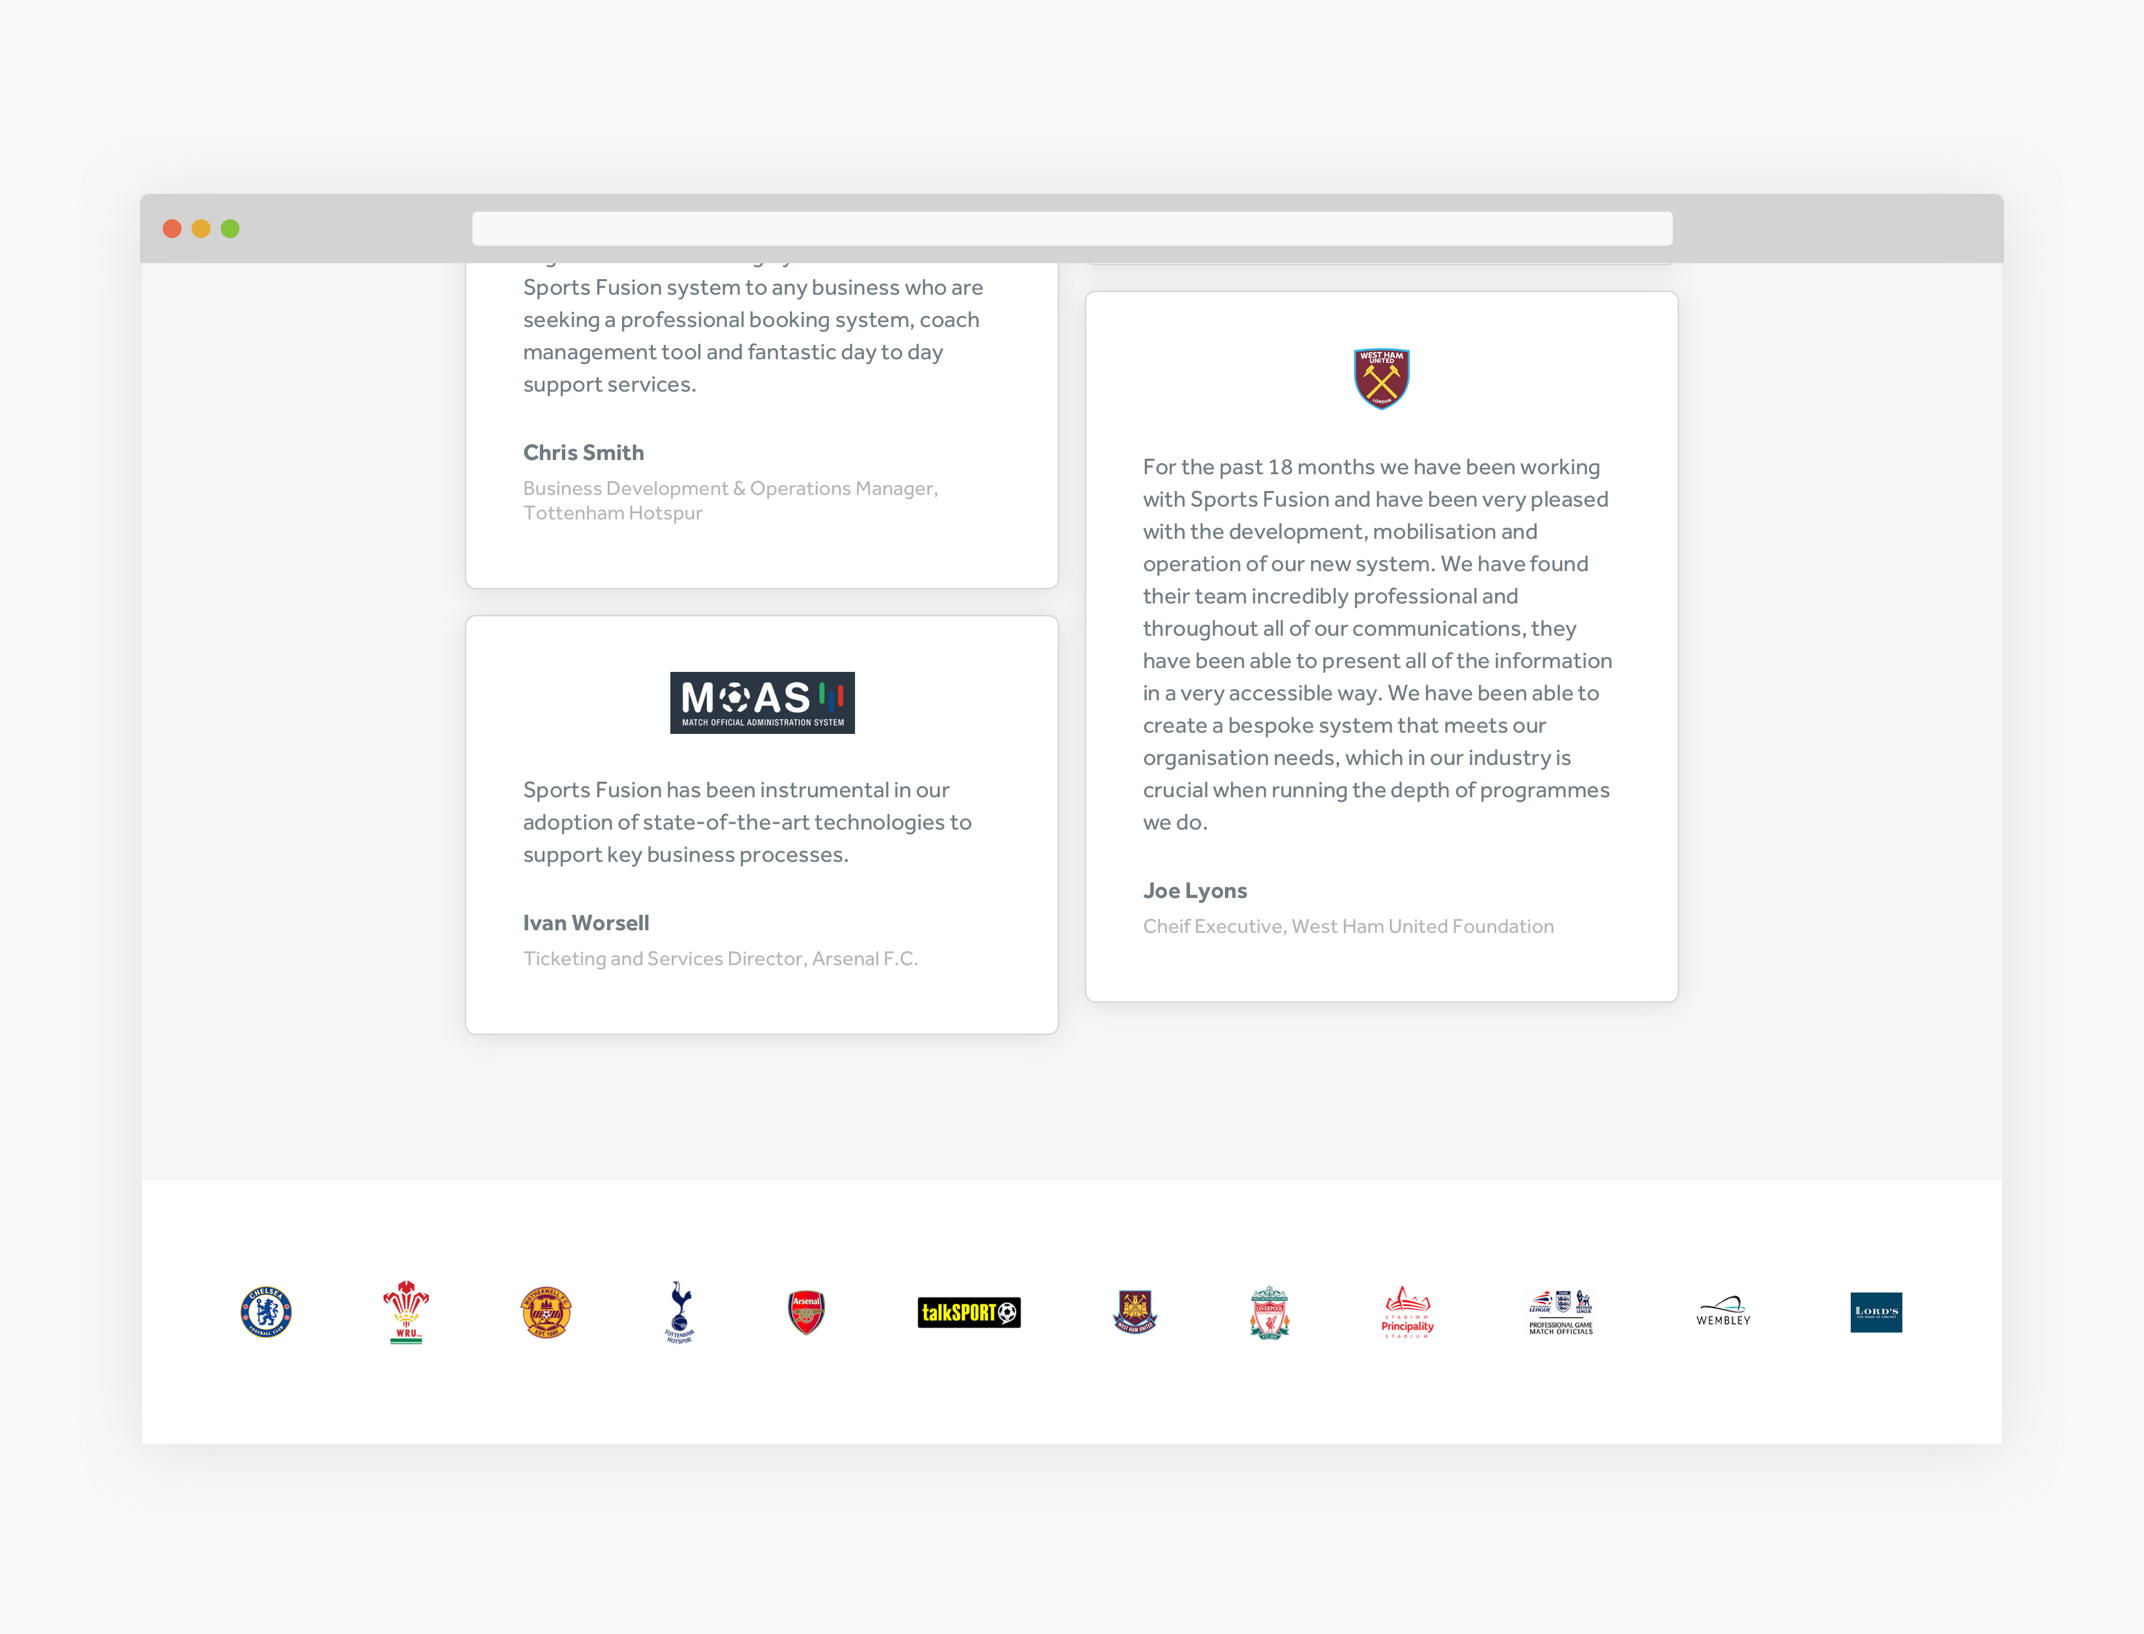 Sports Fusion system to any business who are
seeking a professional booking system, coach
management tool and fantastic day to day
support services.
Chris Smith
Business Development & Operations Manager,
Tottenham Hotspur
MOAS
MATCH OFFICIAL ADMINISTRATION SYSTEM
Sports Fusion has been instrumental in our
adoption of state-of-the-art technologies to
support key business processes.
Ivan Worsell
Ticketing and Services Director, Arsenal F.C.
WEST HAM
UNITED
LONDON
For the past 18 months we have been working
with Sports Fusion and have been very pleased
with the development, mobilisation and
operation of our new system. We have found
their team incredibly professional and
throughout all of our communications, they
have been able to present all of the information
in a very accessible way. We have been able to
create a bespoke system that meets our
organisation needs, which in our industry is
crucial when running the depth of programmes
we do.
Joe Lyons
Cheif Executive, West Ham United Foundation
CHELSEA
FOOTBALL CLUB
WRU
MOTHERWELL F.C.
EST. 1886
TOTTENHAM
HOTSPUR
Arsenal
talkSPORT
WEST HAM UNITED
LIVERPOOL
STADIWM
Principality
STADIUM
PROFESSIONAL GAME
MATCH OFFICIALS
WEMBLEY
LORD'S
THE HOME OF CRICKET